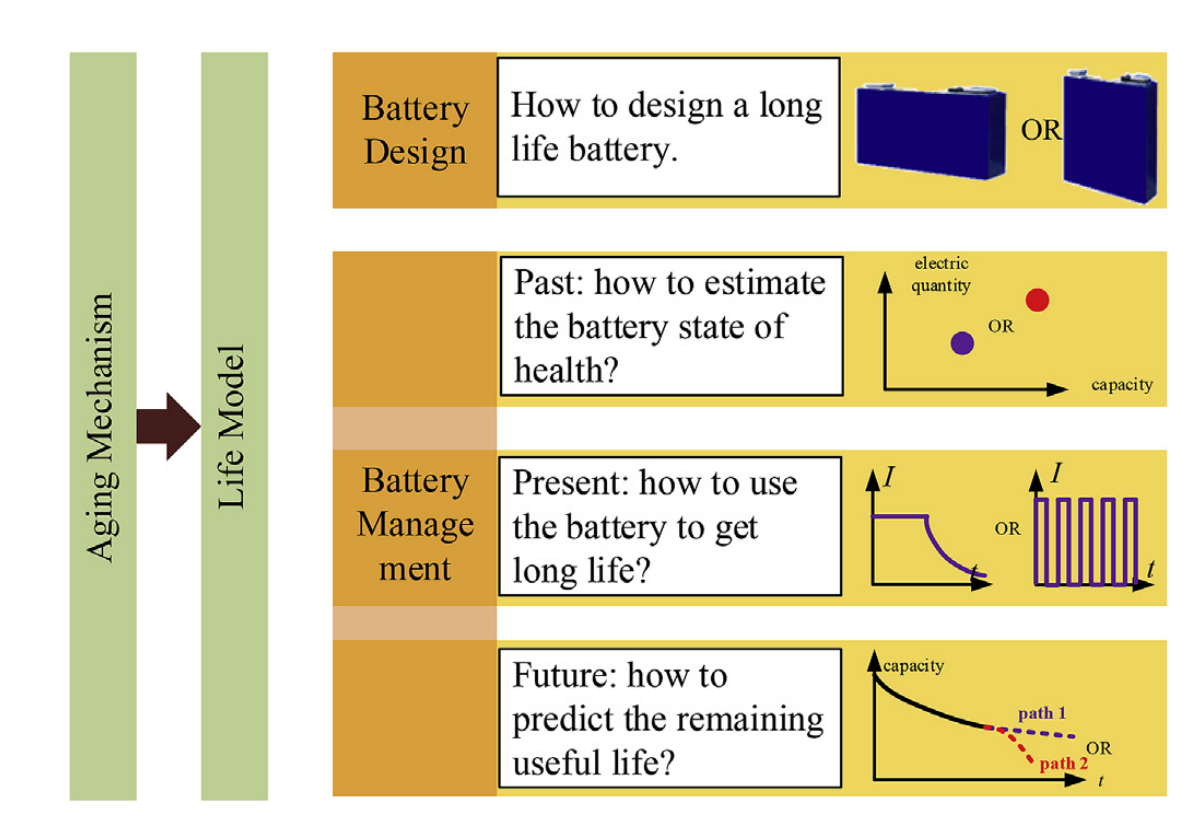 Aging Mechanism
Life Model
Battery
Design
How to design a long
life battery.
OR
Past: how to estimate
the battery state of
health?
electric
quantity
OR
capacity
Battery
Manage
ment
Present: how to use
the battery to get
long life?
I
t
OR
I
t
Future: how to
predict the remaining
useful life?
capacity
path 1
OR
path 2
t